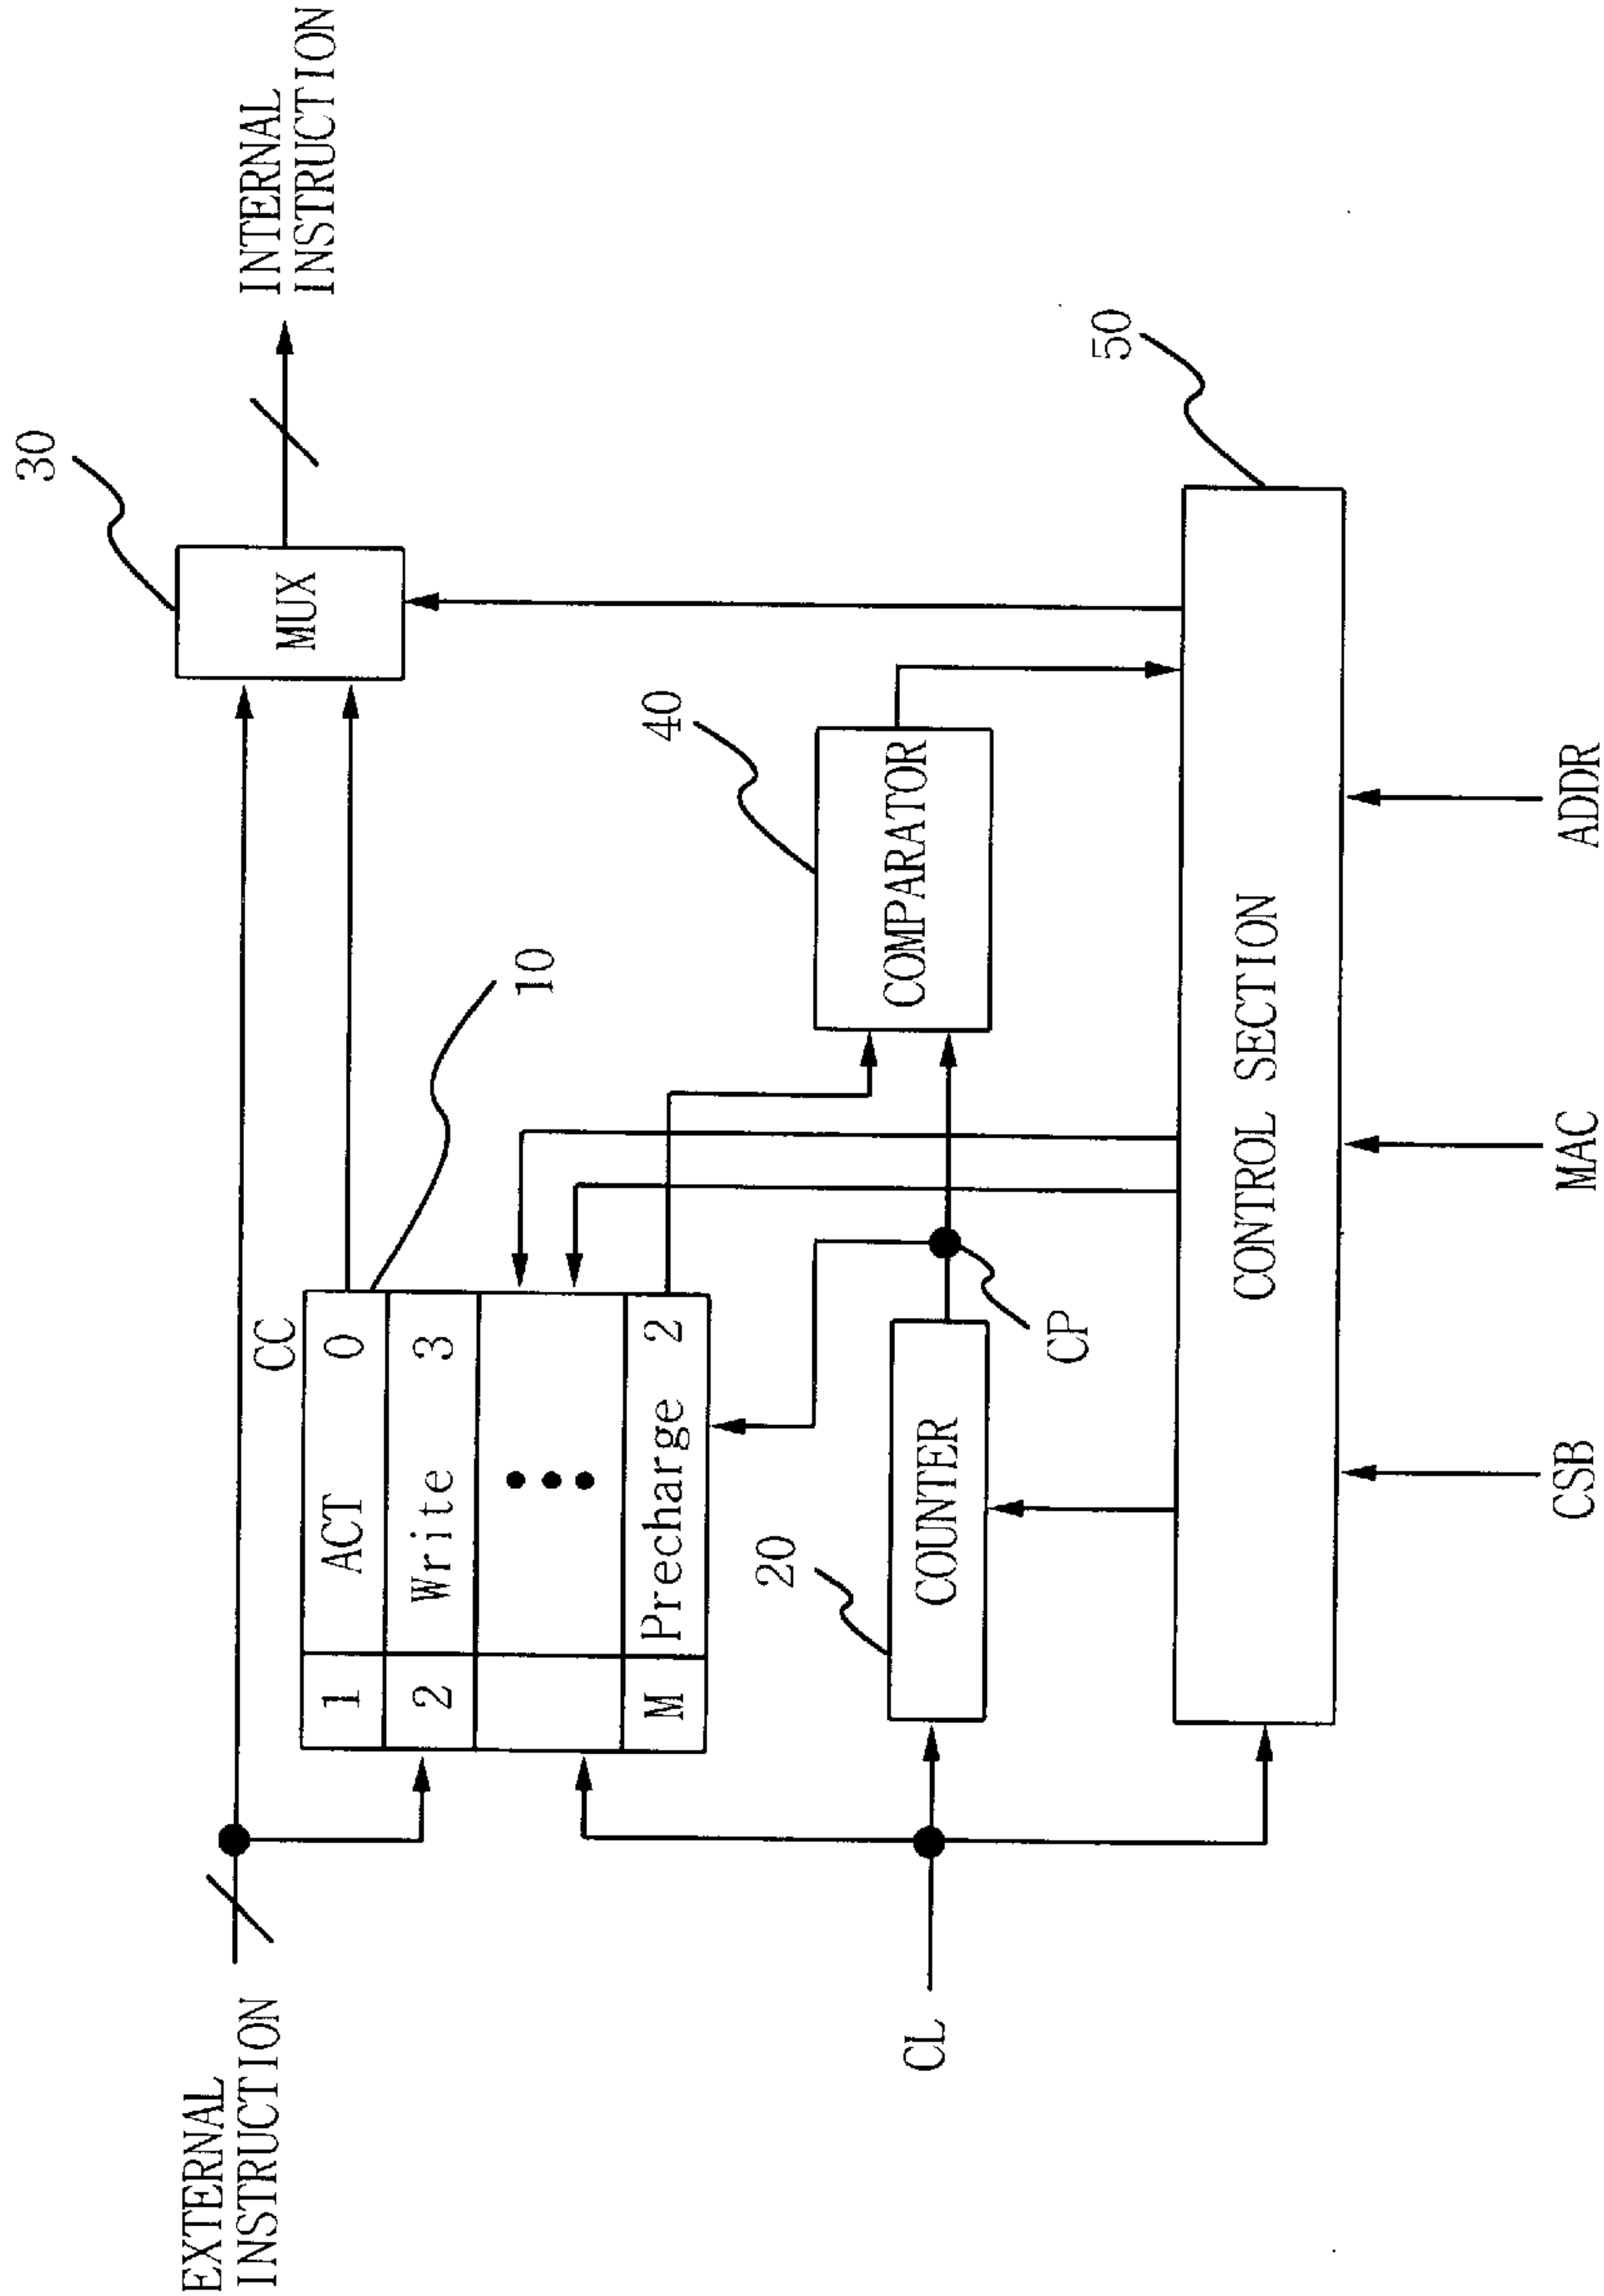 EXTERNAL
INSTRUCTION
INTERNAL
INSTRUCTION
30
MUX
CC
1 ACT 0
2 Write 3
M Precharge 2
10
40
COMPARATOR
20
COUNTER
CP
CL
50
CONTROL SECTION
CSB
MAC
ADDR